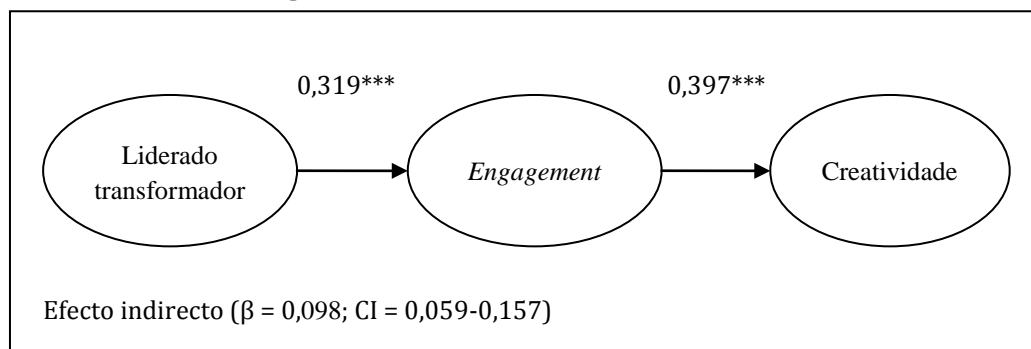 0,319***
0,397***
Liderado
transformador
Engagement
Creatividade
Efecto indirecto (β = 0,098; CI = 0,059-0,157)